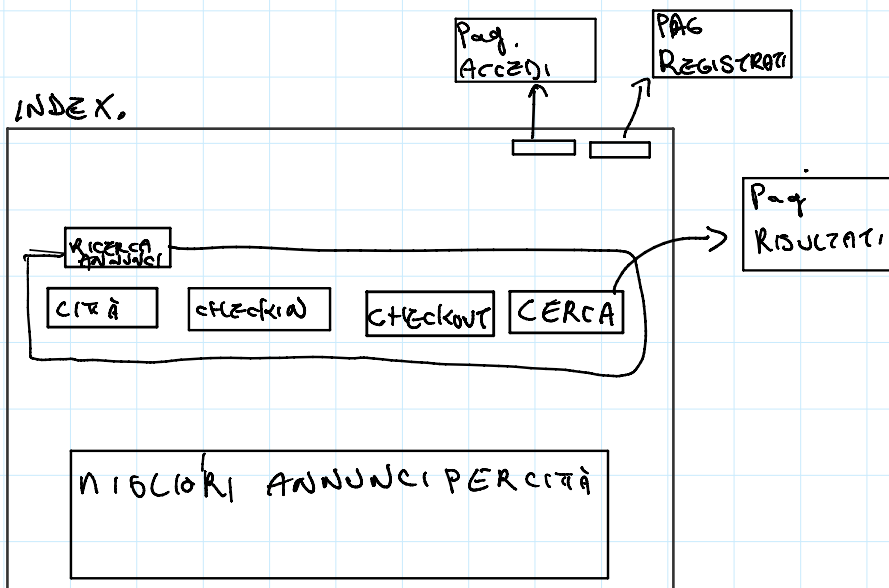 Pag.
ACCEDI
PAG
REGISTRATI
INDEX.
Pag
RISULTATI
RICERCA
ANNUNCI
CITTÀ
CHECKIN
CHECKOUT
CERCA
MIGLIORI ANNUNCI PER CITTÀ